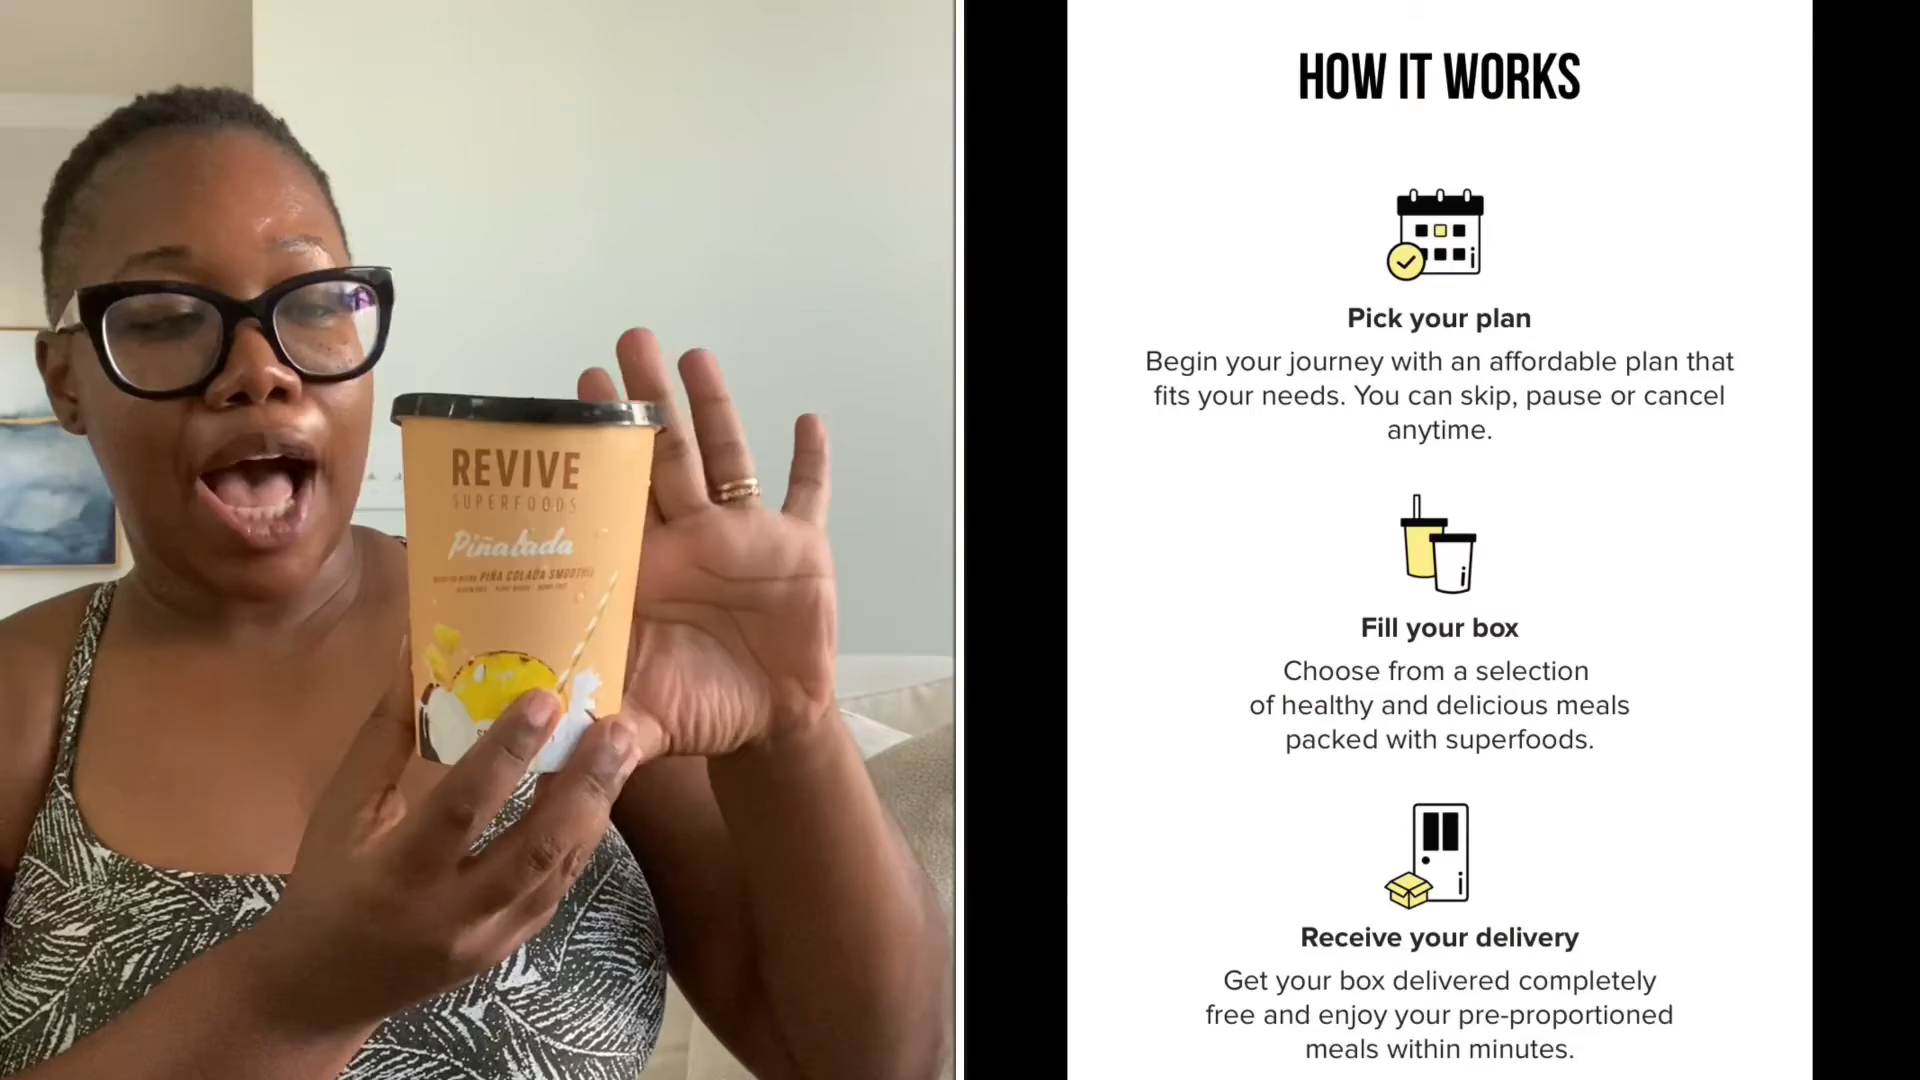 REVIVE
SUPERFOODS
Piñalada
PIÑA COLADA SMOOTHIE
HOW IT WORKS
Pick your plan
Begin your journey with an affordable plan that
fits your needs. You can skip, pause or cancel
anytime.
Fill your box
Choose from a selection
of healthy and delicious meals
packed with superfoods.
Receive your delivery
Get your box delivered completely
free and enjoy your pre-proportioned
meals within minutes.